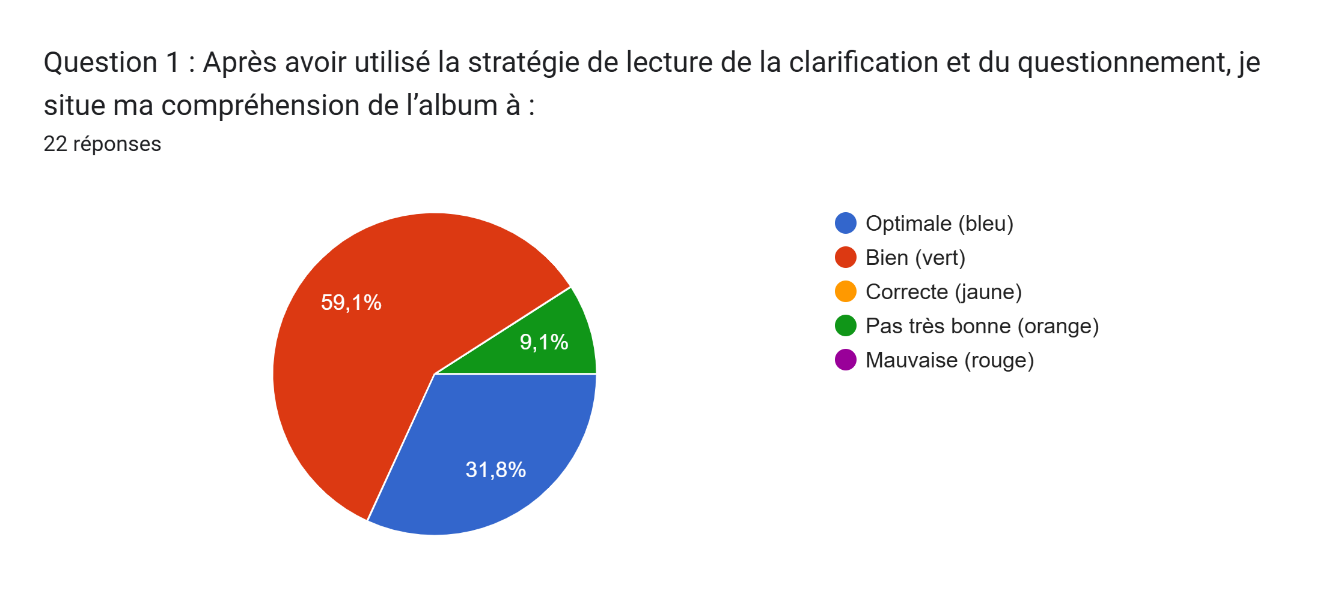 Question 1 : Après avoir utilisé la stratégie de lecture de la clarification et du questionnement, je
situe ma compréhension de l’album à :
22 réponses
59,1%
9,1%
31,8%
Optimale (bleu)
Bien (vert)
Correcte (jaune)
Pas très bonne (orange)
Mauvaise (rouge)